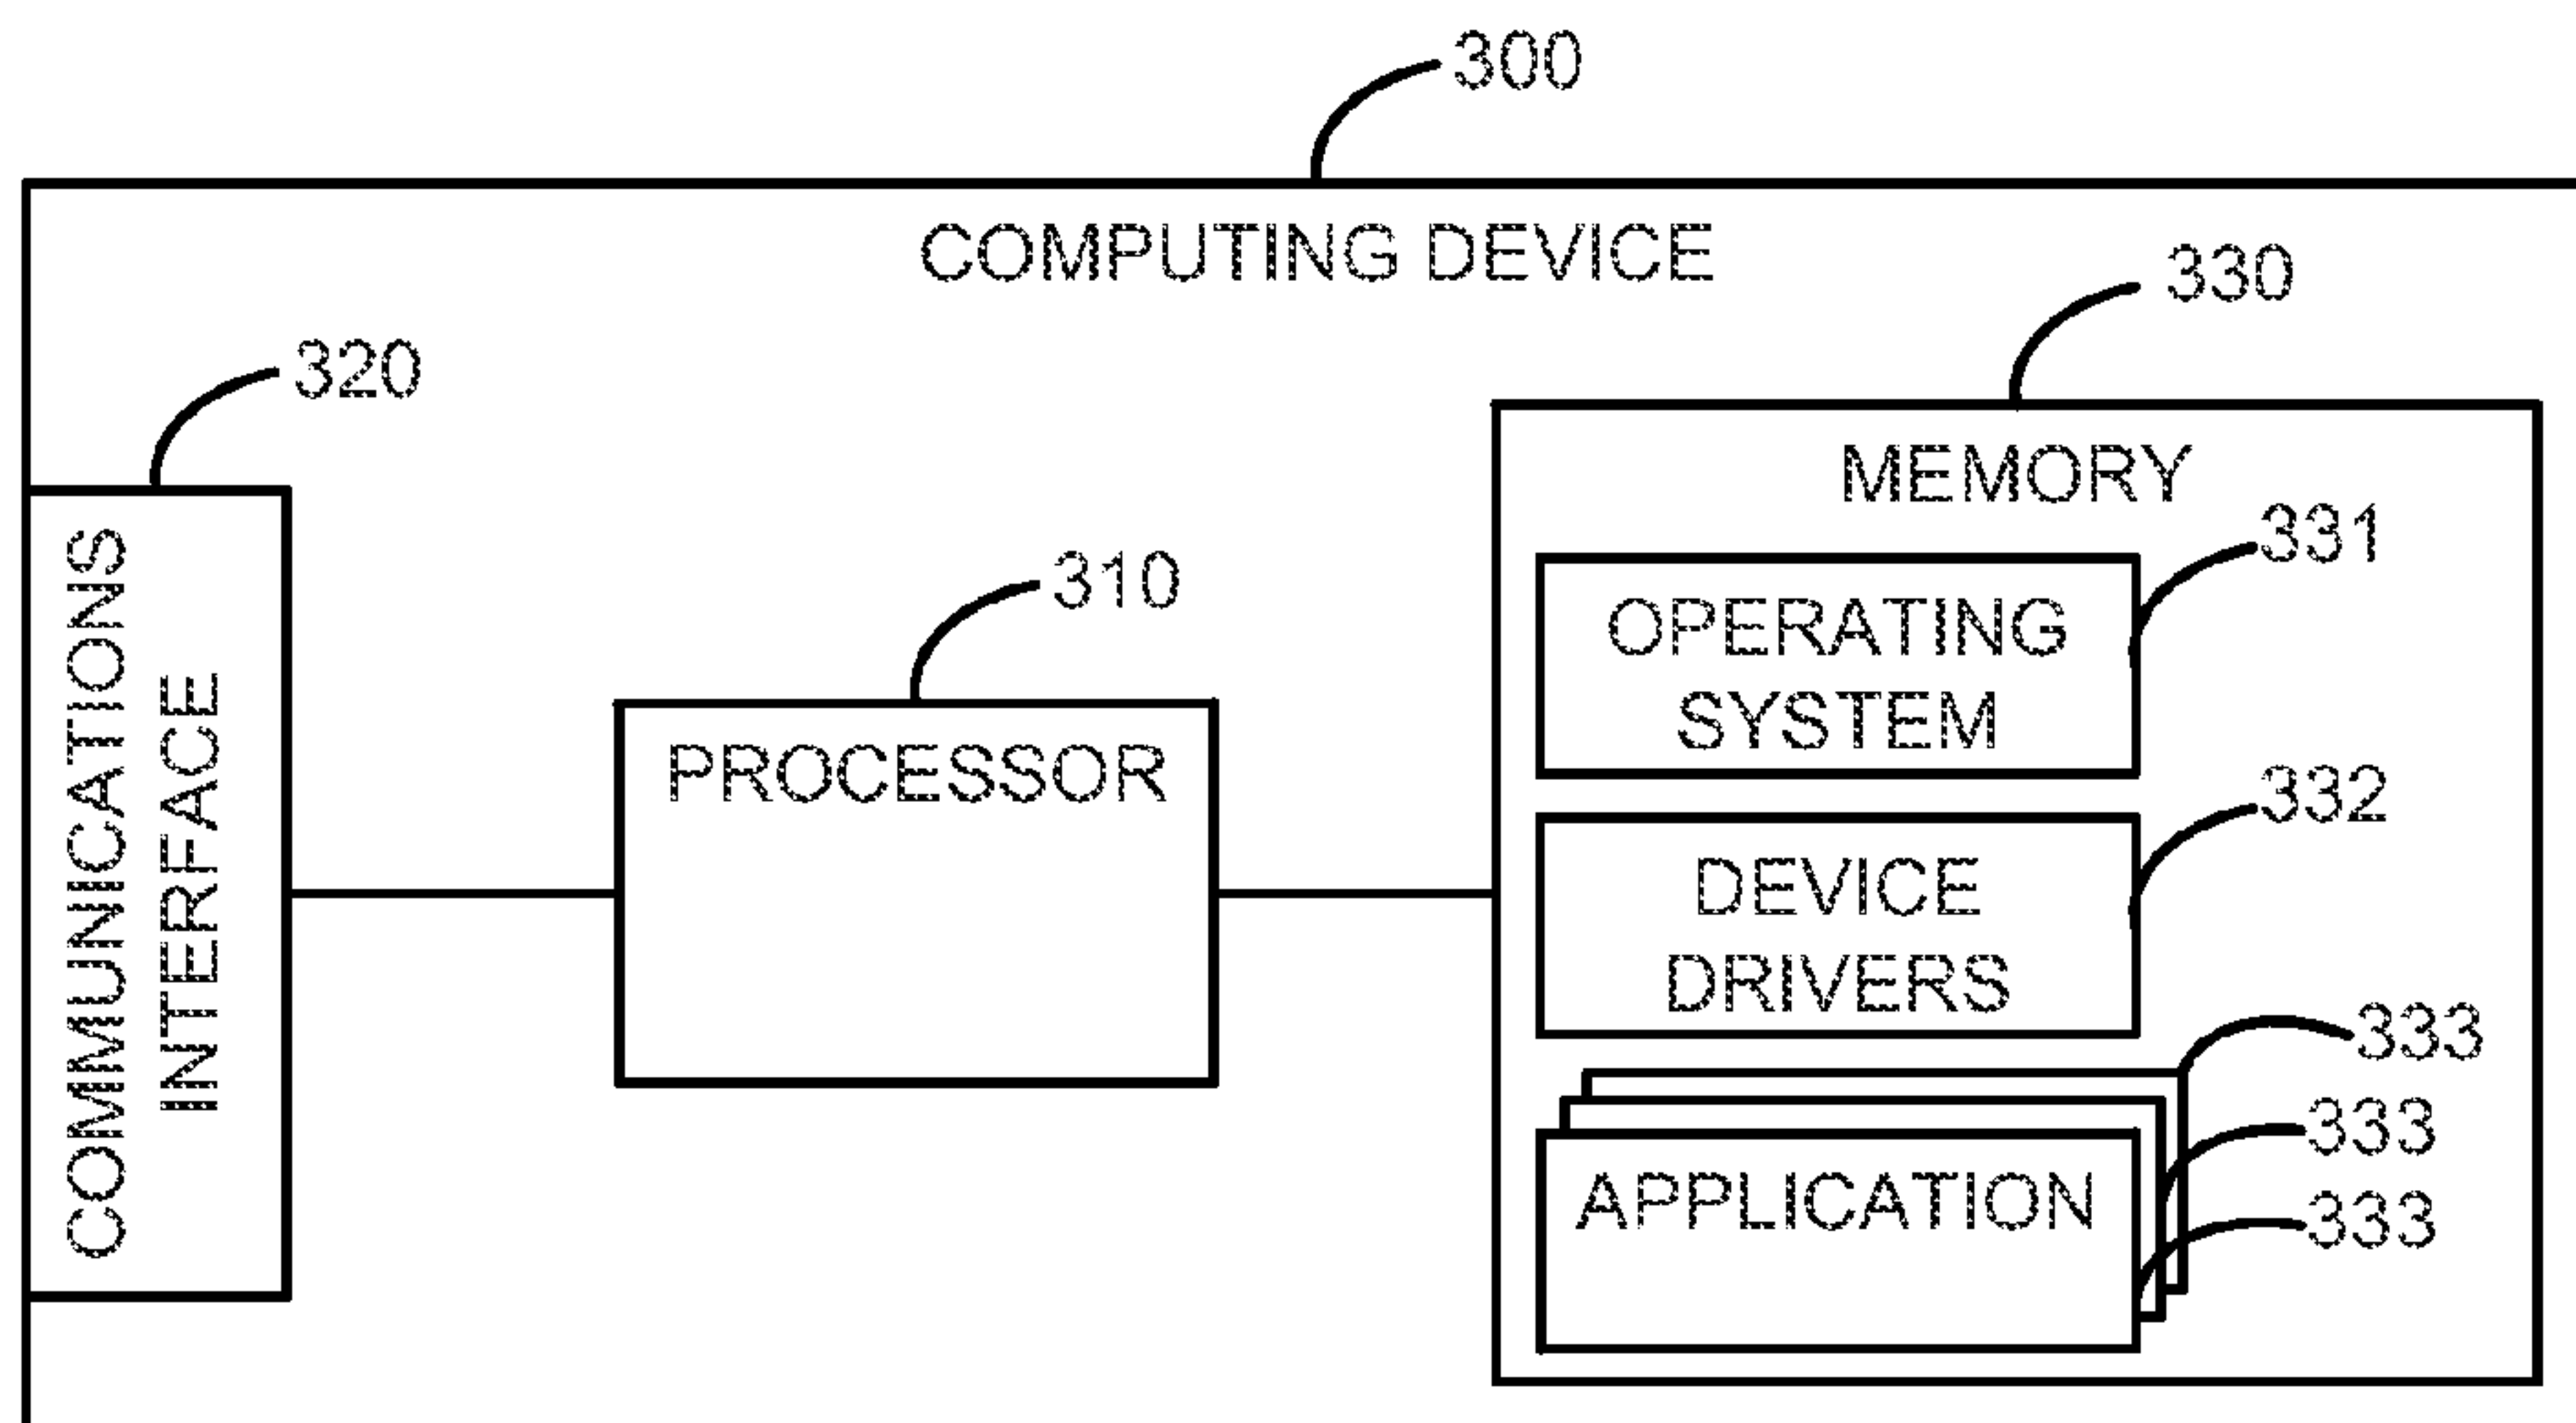 300
COMPUTING DEVICE
330
320
MEMORY
331
310
OPERATING
SYSTEM
COMMUNICATIONS
INTERFACE
PROCESSOR
332
DEVICE
DRIVERS
333
333
APPLICATION
333